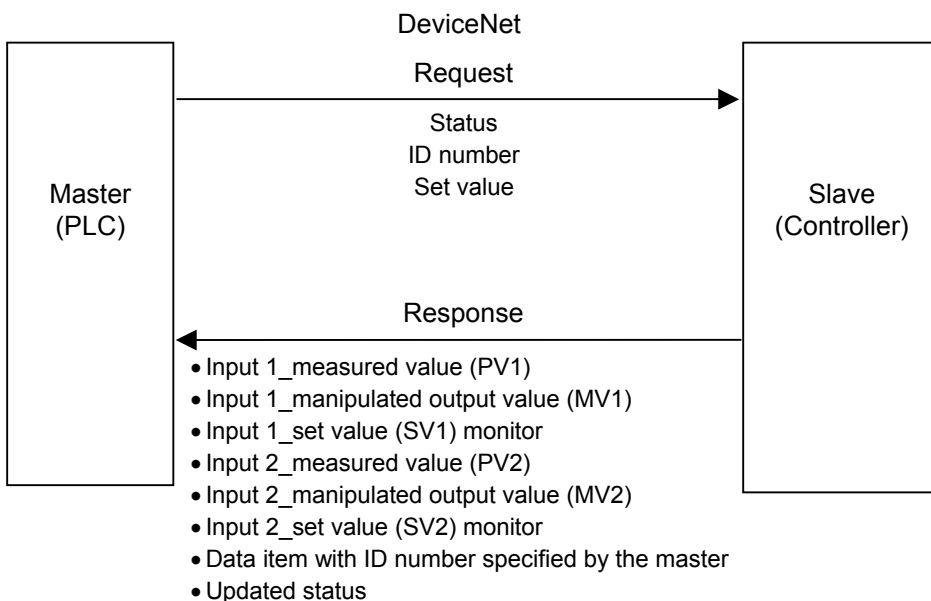 DeviceNet
Request
Status
ID number
Set value
Master
(PLC)
Slave
(Controller)
Response
• Input 1_measured value (PV1)
• Input 1_manipulated output value (MV1)
• Input 1_set value (SV1) monitor
• Input 2_measured value (PV2)
• Input 2_manipulated output value (MV2)
• Input 2_set value (SV2) monitor
• Data item with ID number specified by the master
• Updated status